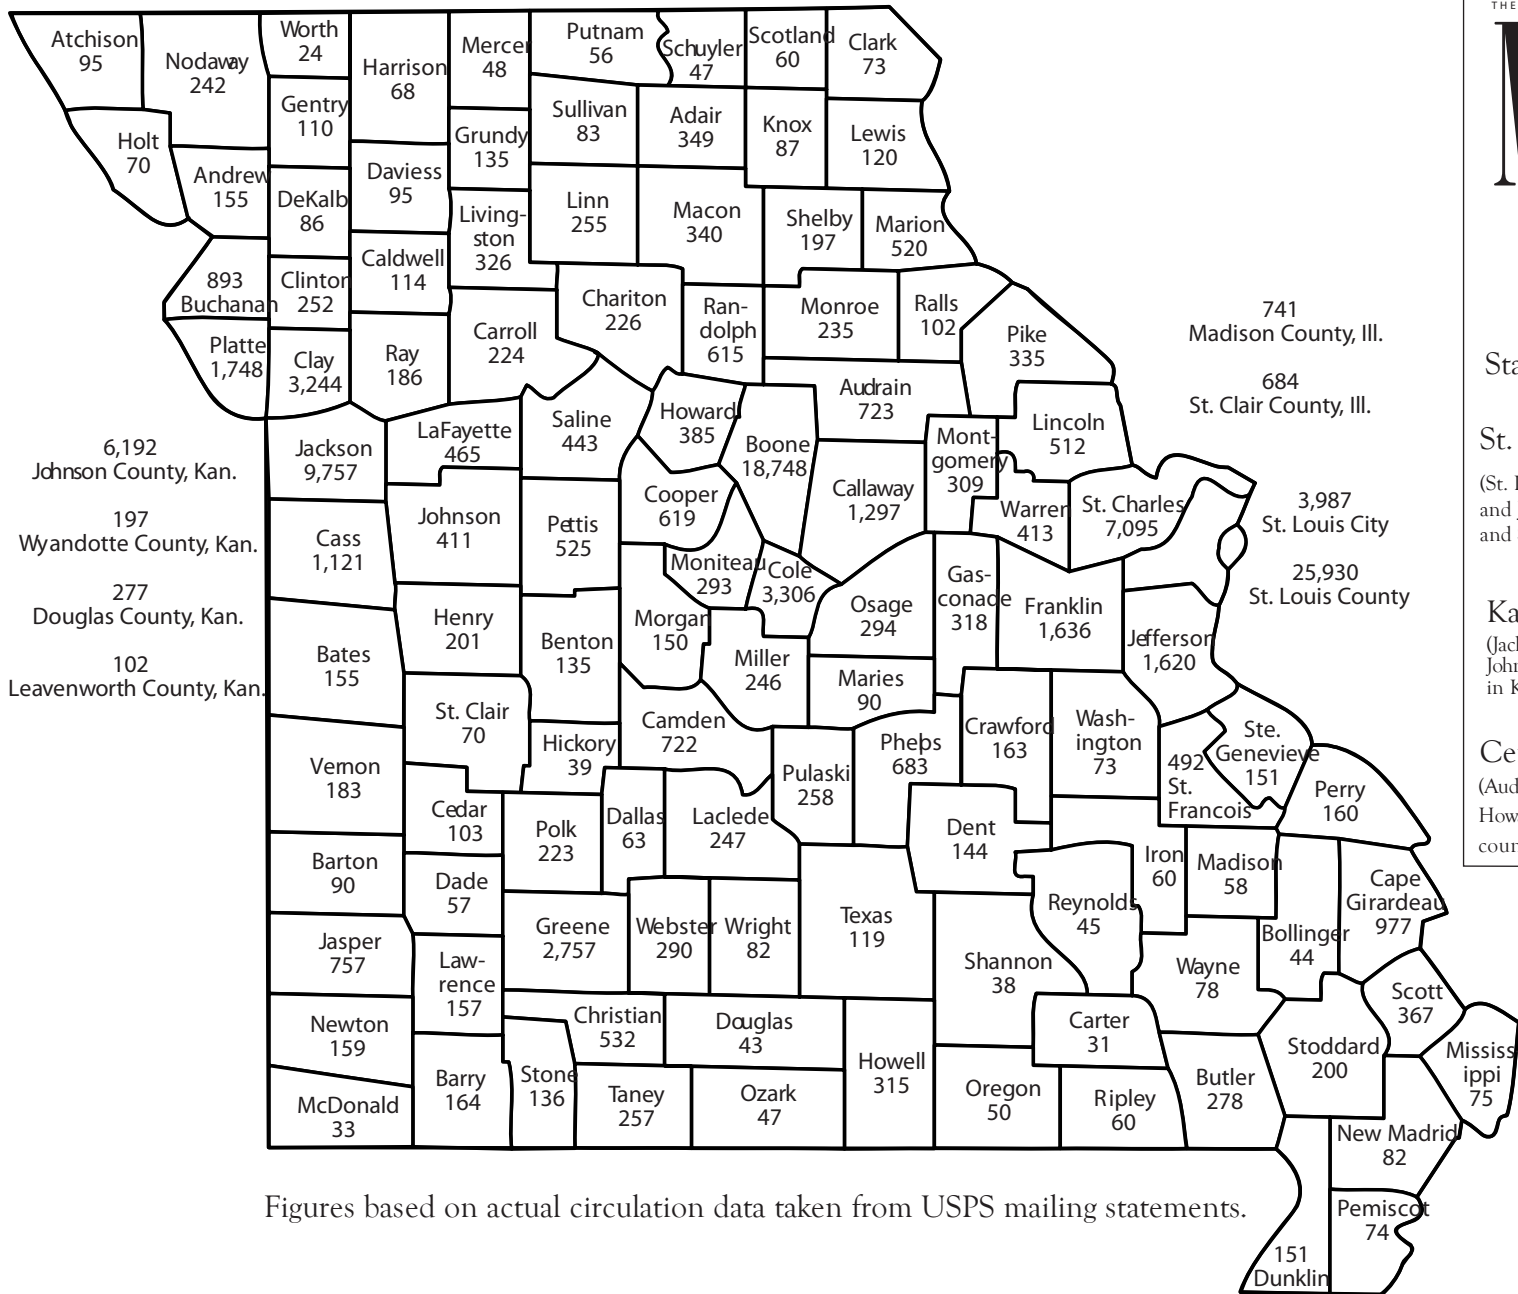 Atchison
95
Nodaway
242
Worth
24
Harrison
68
Mercer
48
Putnam
56
Schuyler
47
Scotland
60
Clark
73
Gentry
110
Holt
70
Andrew
155
DeKalb
86
Daviess
95
Grundy
135
Sullivan
83
Adair
349
Knox
87
Lewis
120
Living-
ston
326
Linn
255
Macon
340
Shelby
197
Marion
520
893
Buchanan
Clinton
252
Caldwell
114
Chariton
226
Ran-
dolph
615
Monroe
235
Ralls
102
Pike
335
Platte
1,748
Clay
3,244
Ray
186
Carroll
224
Audrain
723
741
Madison County, Ill.
684
St. Clair County, Ill.
6,192
Johnson County, Kan.
197
Wyandotte County, Kan.
277
Douglas County, Kan.
102
Leavenworth County, Kan.
Jackson
9,757
LaFayette
465
Saline
443
Howard
385
Boone
18,748
Callaway
1,297
Mont-
gomery
309
Lincoln
512
Warren
413
St. Charles
7,095
3,987
St. Louis City
25,930
St. Louis County
Cass
1,121
Johnson
411
Pettis
525
Cooper
619
Moniteau
293
Cole
3,306
Osage
294
Gas-
conade
318
Franklin
1,636
Jefferson
1,620
Bates
155
Henry
201
Benton
135
Morgan
150
Miller
246
Maries
90
St. Clair
70
Hickory
39
Camden
722
Pulaski
258
Phelps
683
Crawford
163
Wash-
ington
73
492
St.
Francois
Ste.
Genevieve
151
Perry
160
Vernon
183
Cedar
103
Polk
223
Dallas
63
Laclede
247
Dent
144
Iron
60
Madison
58
Cape
Girardeau
977
Barton
90
Dade
57
Greene
2,757
Webster
290
Wright
82
Texas
119
Reynolds
45
Bollinger
44
Jasper
757
Law-
rence
157
Shannon
38
Wayne
78
Scott
367
Newton
159
Christian
532
Douglas
43
Howell
315
Carter
31
Stoddard
200
Mississ
ippi
75
McDonald
33
Barry
164
Stone
136
Taney
257
Ozark
47
Oregon
50
Ripley
60
Butler
278
New Madrid
82
Pemiscot
74
151
Dunklin
Figures based on actual circulation data taken from USPS mailing statements.
THE
Sta
St.
(St.
and
and
Ka
(Jac
John
in K
Ce
(Aud
How
cour